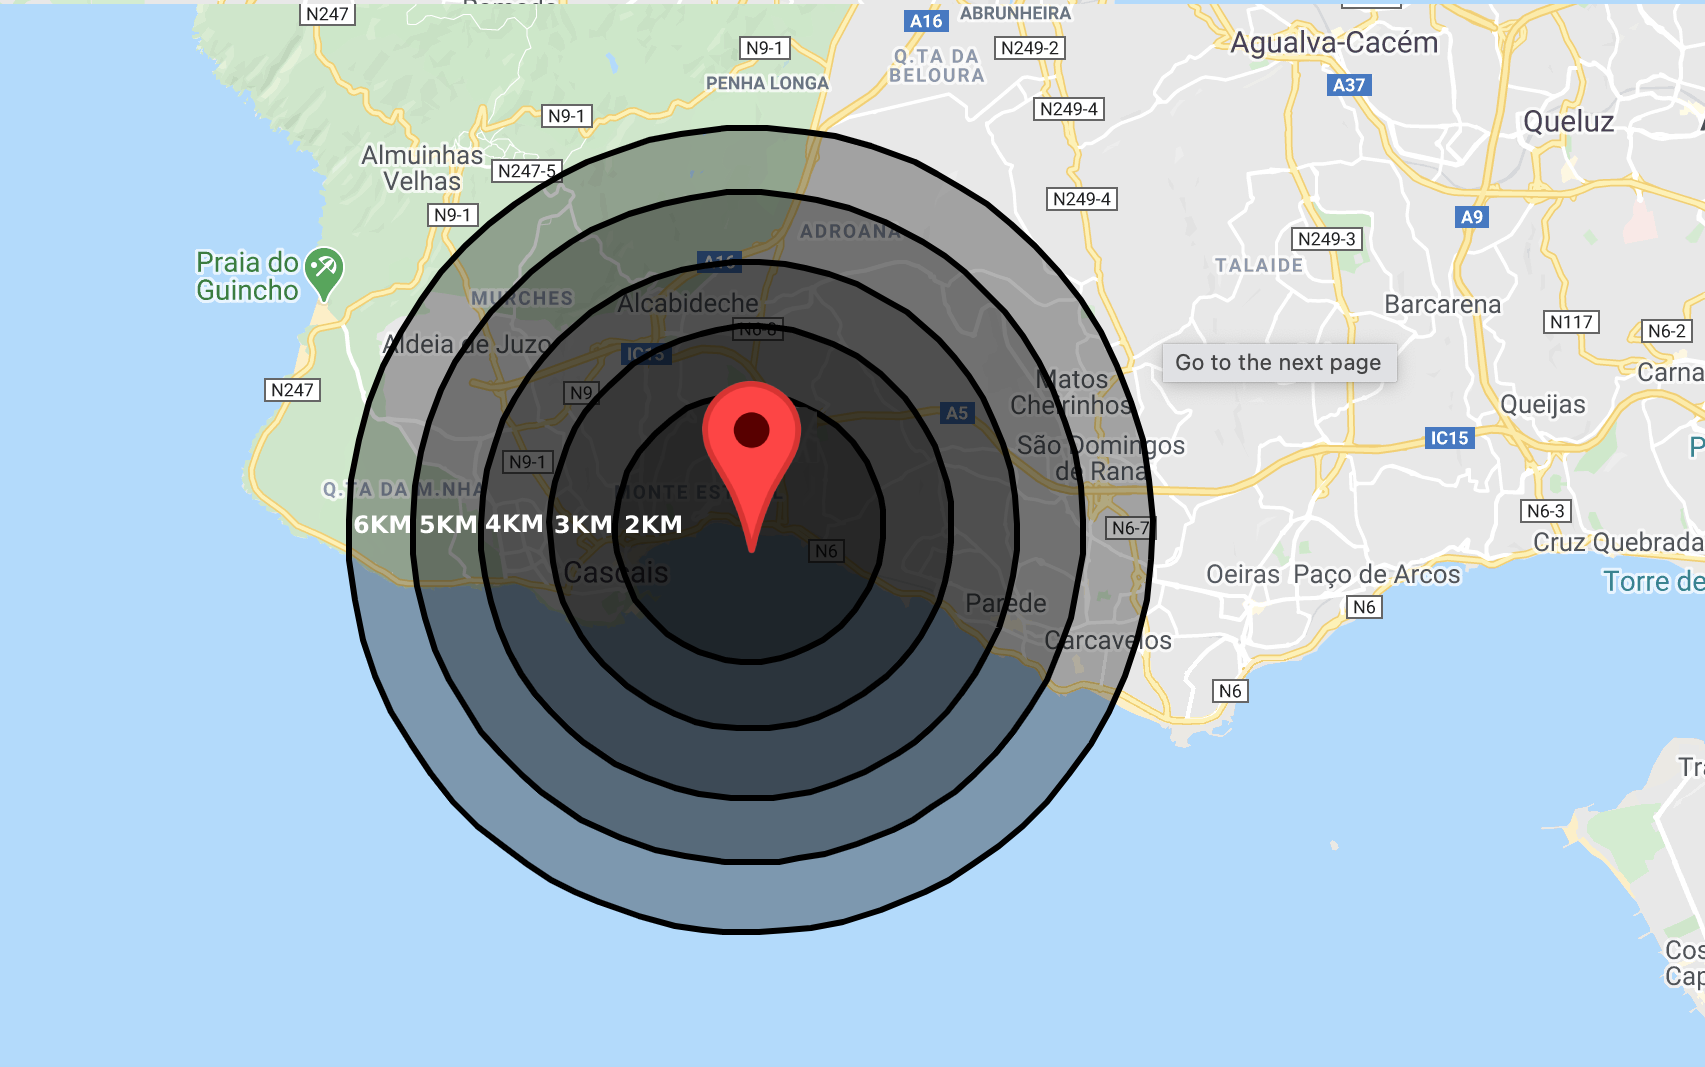 N247
A16
ABRUNHEIRA
N9-1
N249-2
Agualva-Cacém
Q.TA DA
BELOURA
PENHA LONGA
A37
N9-1
N249-4
Queluz
Almuinhas
Velhas
N247-5
N249-4
N9-1
A9
ADROANA
N249-3
Praia do
Guincho
A16
TALAIDE
MURCHES
Alcabideche
Barcarena
N6-8
N117
N6-2
Aldeia de Juzo
IC15
Go to the next page
Carna
N247
N9
Matos
Cheirinhos
A5
Queijas
IC15
São Domingos
de Rana
N9-1
Q.TA DA M.NHA
N6-3
6KM 5KM 4KM 3KM 2KM
N6-7
Cruz Quebrada
N6
Cascais
Oeiras
Paço de Arcos
Torre de
Parede
N6
Carcavelos
N6
Tra
Cos
Cap